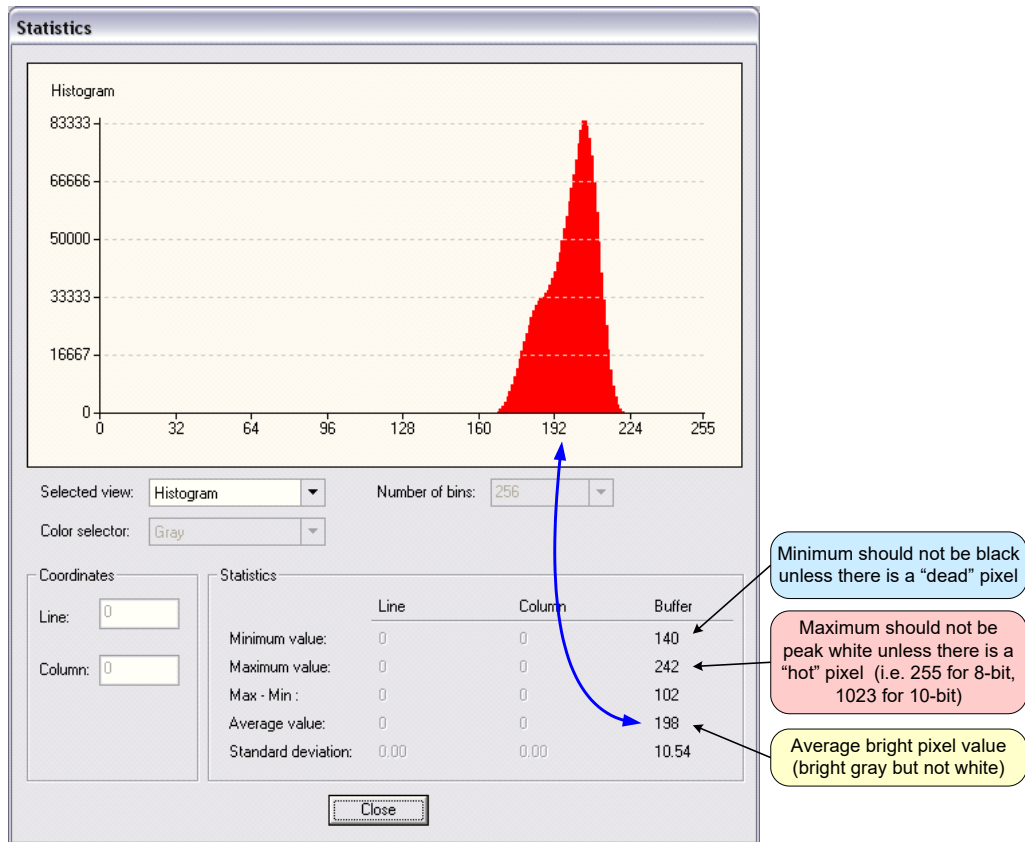 Statistics
Histogram
83333
66666
50000
33333
16667
0
0 32 64 96 128 160 192 224 255
Selected view: Histogram Number of bins: 256
Color selector: Gray
Coordinates
Line: 0
Column: 0
Statistics
Line Column Buffer
Minimum value: 0 0 140
Maximum value: 0 0 242
Max - Min : 0 0 102
Average value: 0 0 198
Standard deviation: 0.00 0.00 10.54
Close
Minimum should not be black
unless there is a “dead” pixel
Maximum should not be
peak white unless there is a
“hot” pixel (i.e. 255 for 8-bit,
1023 for 10-bit)
Average bright pixel value
(bright gray but not white)